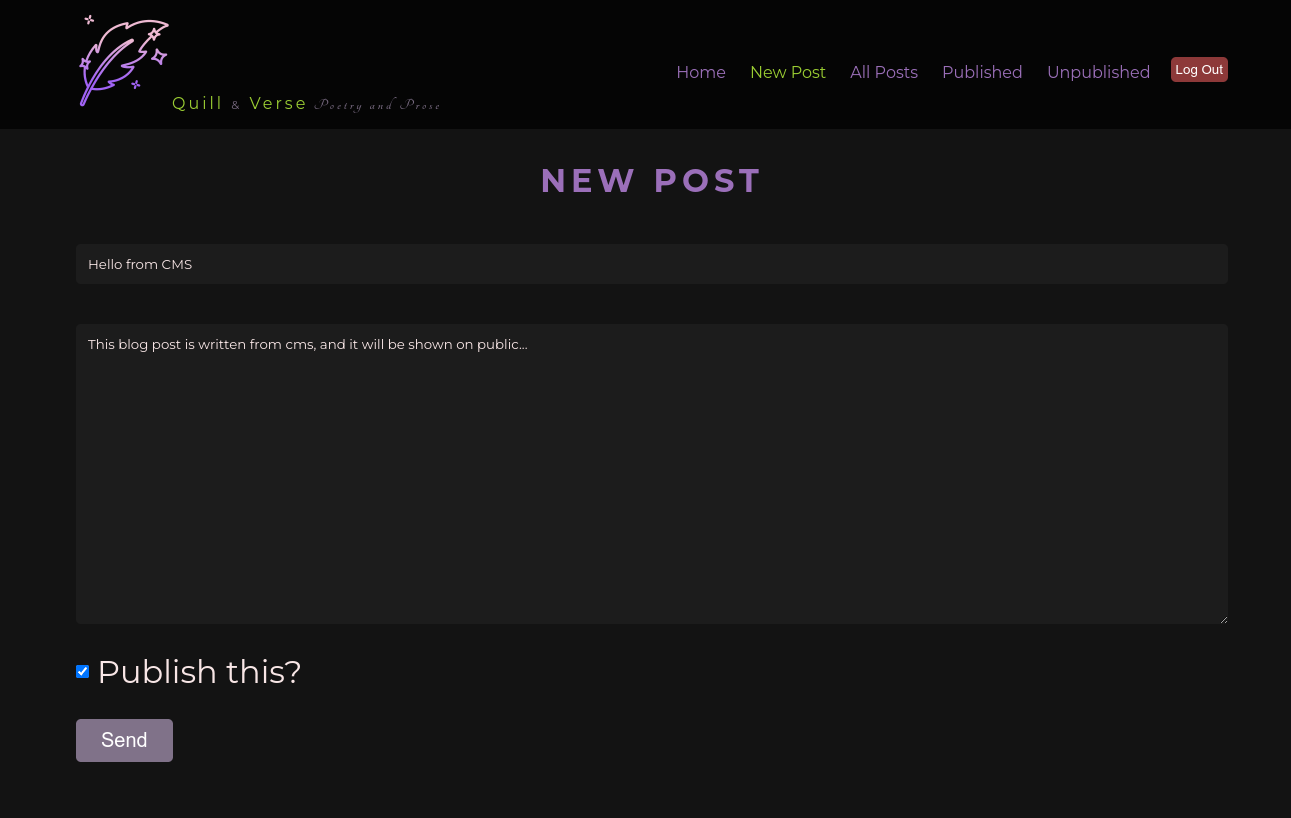 Quill & Verse Poetry and Prose
Home New Post All Posts Published Unpublished Log Out
NEW POST
Hello from CMS
This blog post is written from cms, and it will be shown on public...
Publish this?
Send